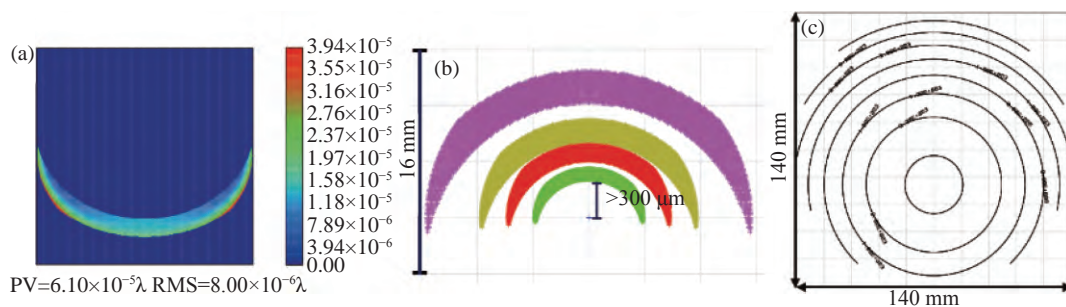 (a)
3.94×10⁻⁵
3.55×10⁻⁵
3.16×10⁻⁵
2.76×10⁻⁵
2.37×10⁻⁵
1.97×10⁻⁵
1.58×10⁻⁵
1.18×10⁻⁵
7.89×10⁻⁶
3.94×10⁻⁶
0.00
PV=6.10×10⁻⁵λ RMS=8.00×10⁻⁶λ
(b)
16 mm
>300 μm
(c)
140 mm
140 mm